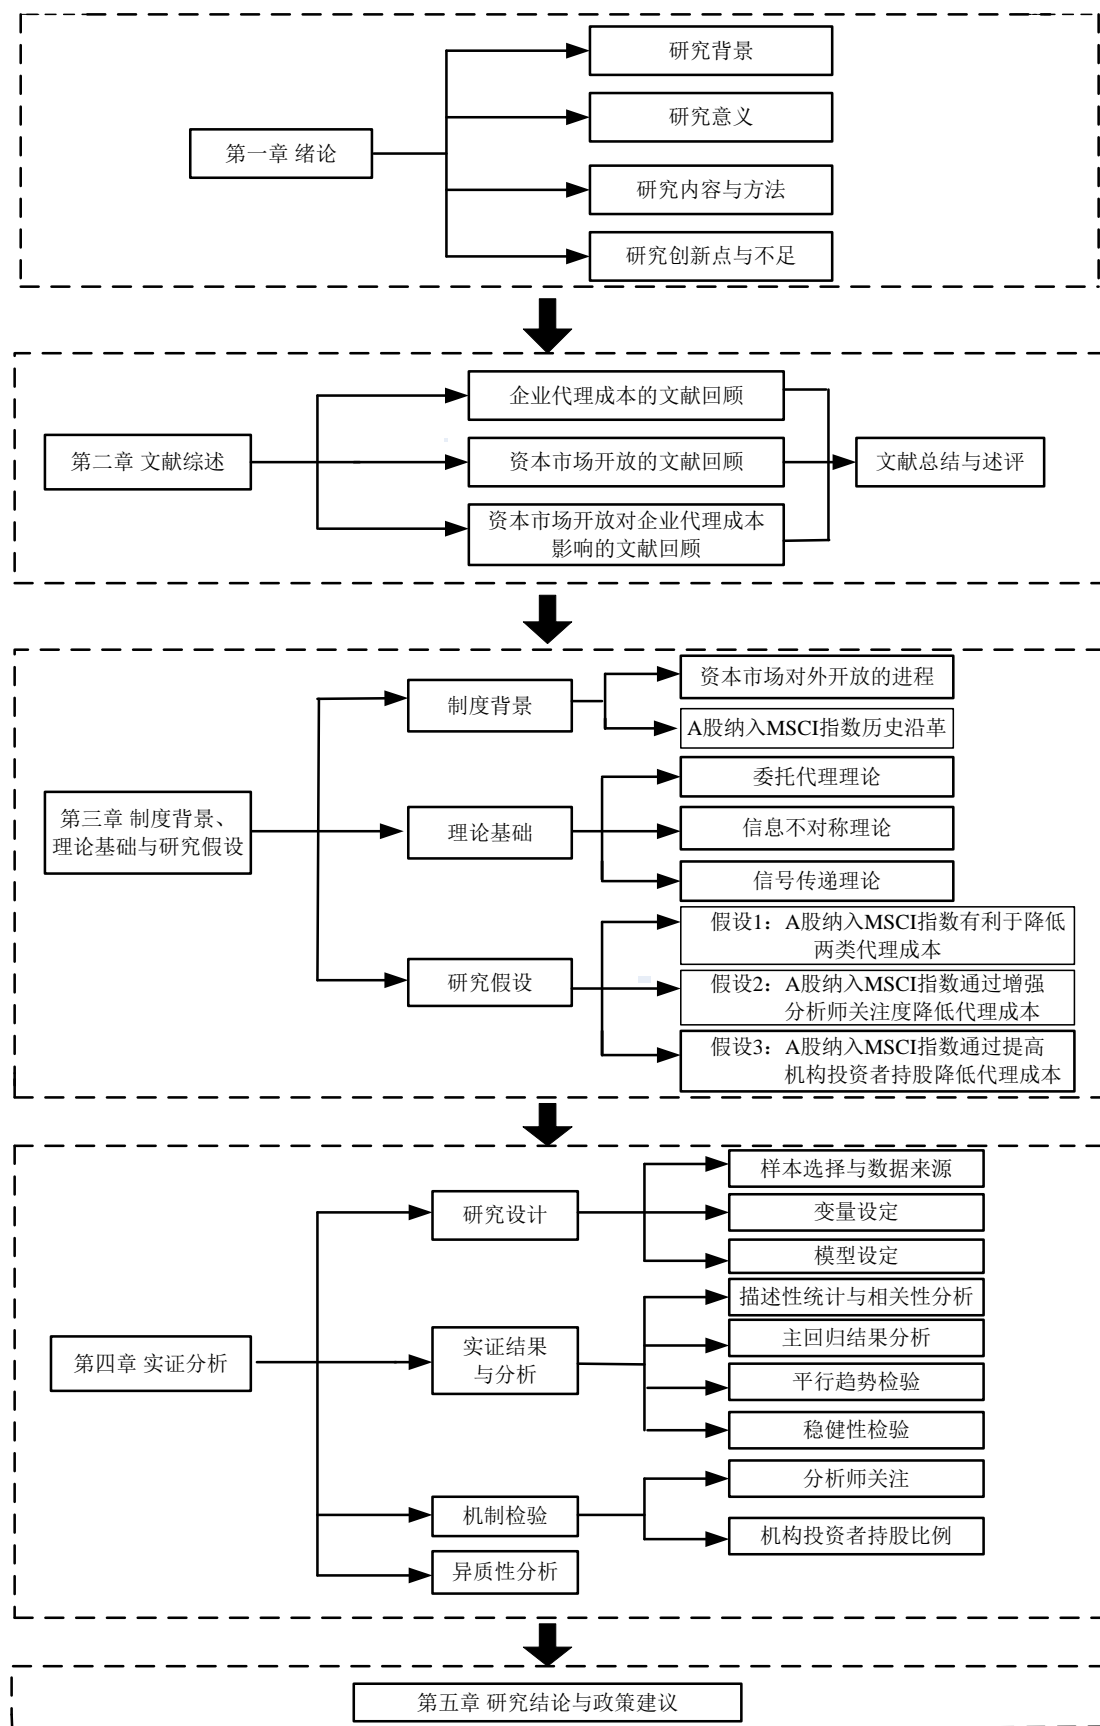 研究背景
研究意义
第一章 绪论
研究内容与方法
研究创新点与不足
企业代理成本的文献回顾
第二章 文献综述
资本市场开放的文献回顾
文献总结与述评
资本市场开放对企业代理成本
影响的文献回顾
资本市场对外开放的进程
制度背景
A股纳入MSCI指数历史沿革
委托代理理论
第三章 制度背景、
理论基础与研究假设
理论基础
信息不对称理论
信号传递理论
假设1：A股纳入MSCI指数有利于降低
两类代理成本
研究假设
假设2：A股纳入MSCI指数通过增强
分析师关注度降低代理成本
假设3：A股纳入MSCI指数通过提高
机构投资者持股降低代理成本
样本选择与数据来源
研究设计
变量设定
模型设定
描述性统计与相关性分析
第四章 实证分析
实证结果
与分析
主回归结果分析
平行趋势检验
稳健性检验
分析师关注
机制检验
机构投资者持股比例
异质性分析
第五章 研究结论与政策建议